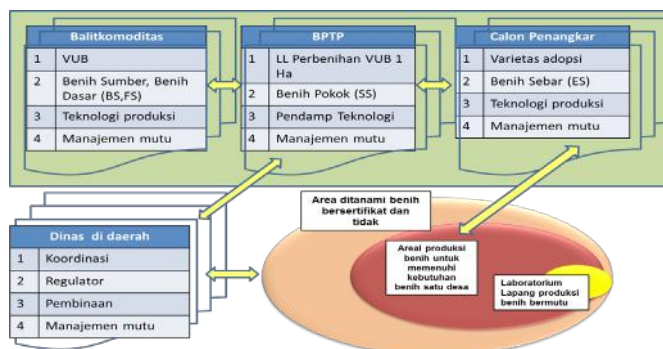 Balitkomoditas
1 VUB
2 Benih Sumber, Benih
Dasar (BS,FS)
3 Teknologi produksi
4 Manajemen mutu
BPTP
1 LL Perbenihan VUB 1
Ha
2 Benih Pokok (SS)
3 Pendamp Teknologi
4 Manajemen mutu
Calon Penangkar
1 Varietas adopsi
2 Benih Sebar (ES)
3 Teknologi produksi
4 Manajemen mutu
Dinas di daerah
1 Koordinasi
2 Regulator
3 Pembinaan
4 Manajemen mutu
Area ditanami benih
bersertifikat dan
tidak
Areal produksi
benih untuk
memenuhi
kebutuhan
benih satu desa
Laboratorium
Lapang produksi
benih bermutu